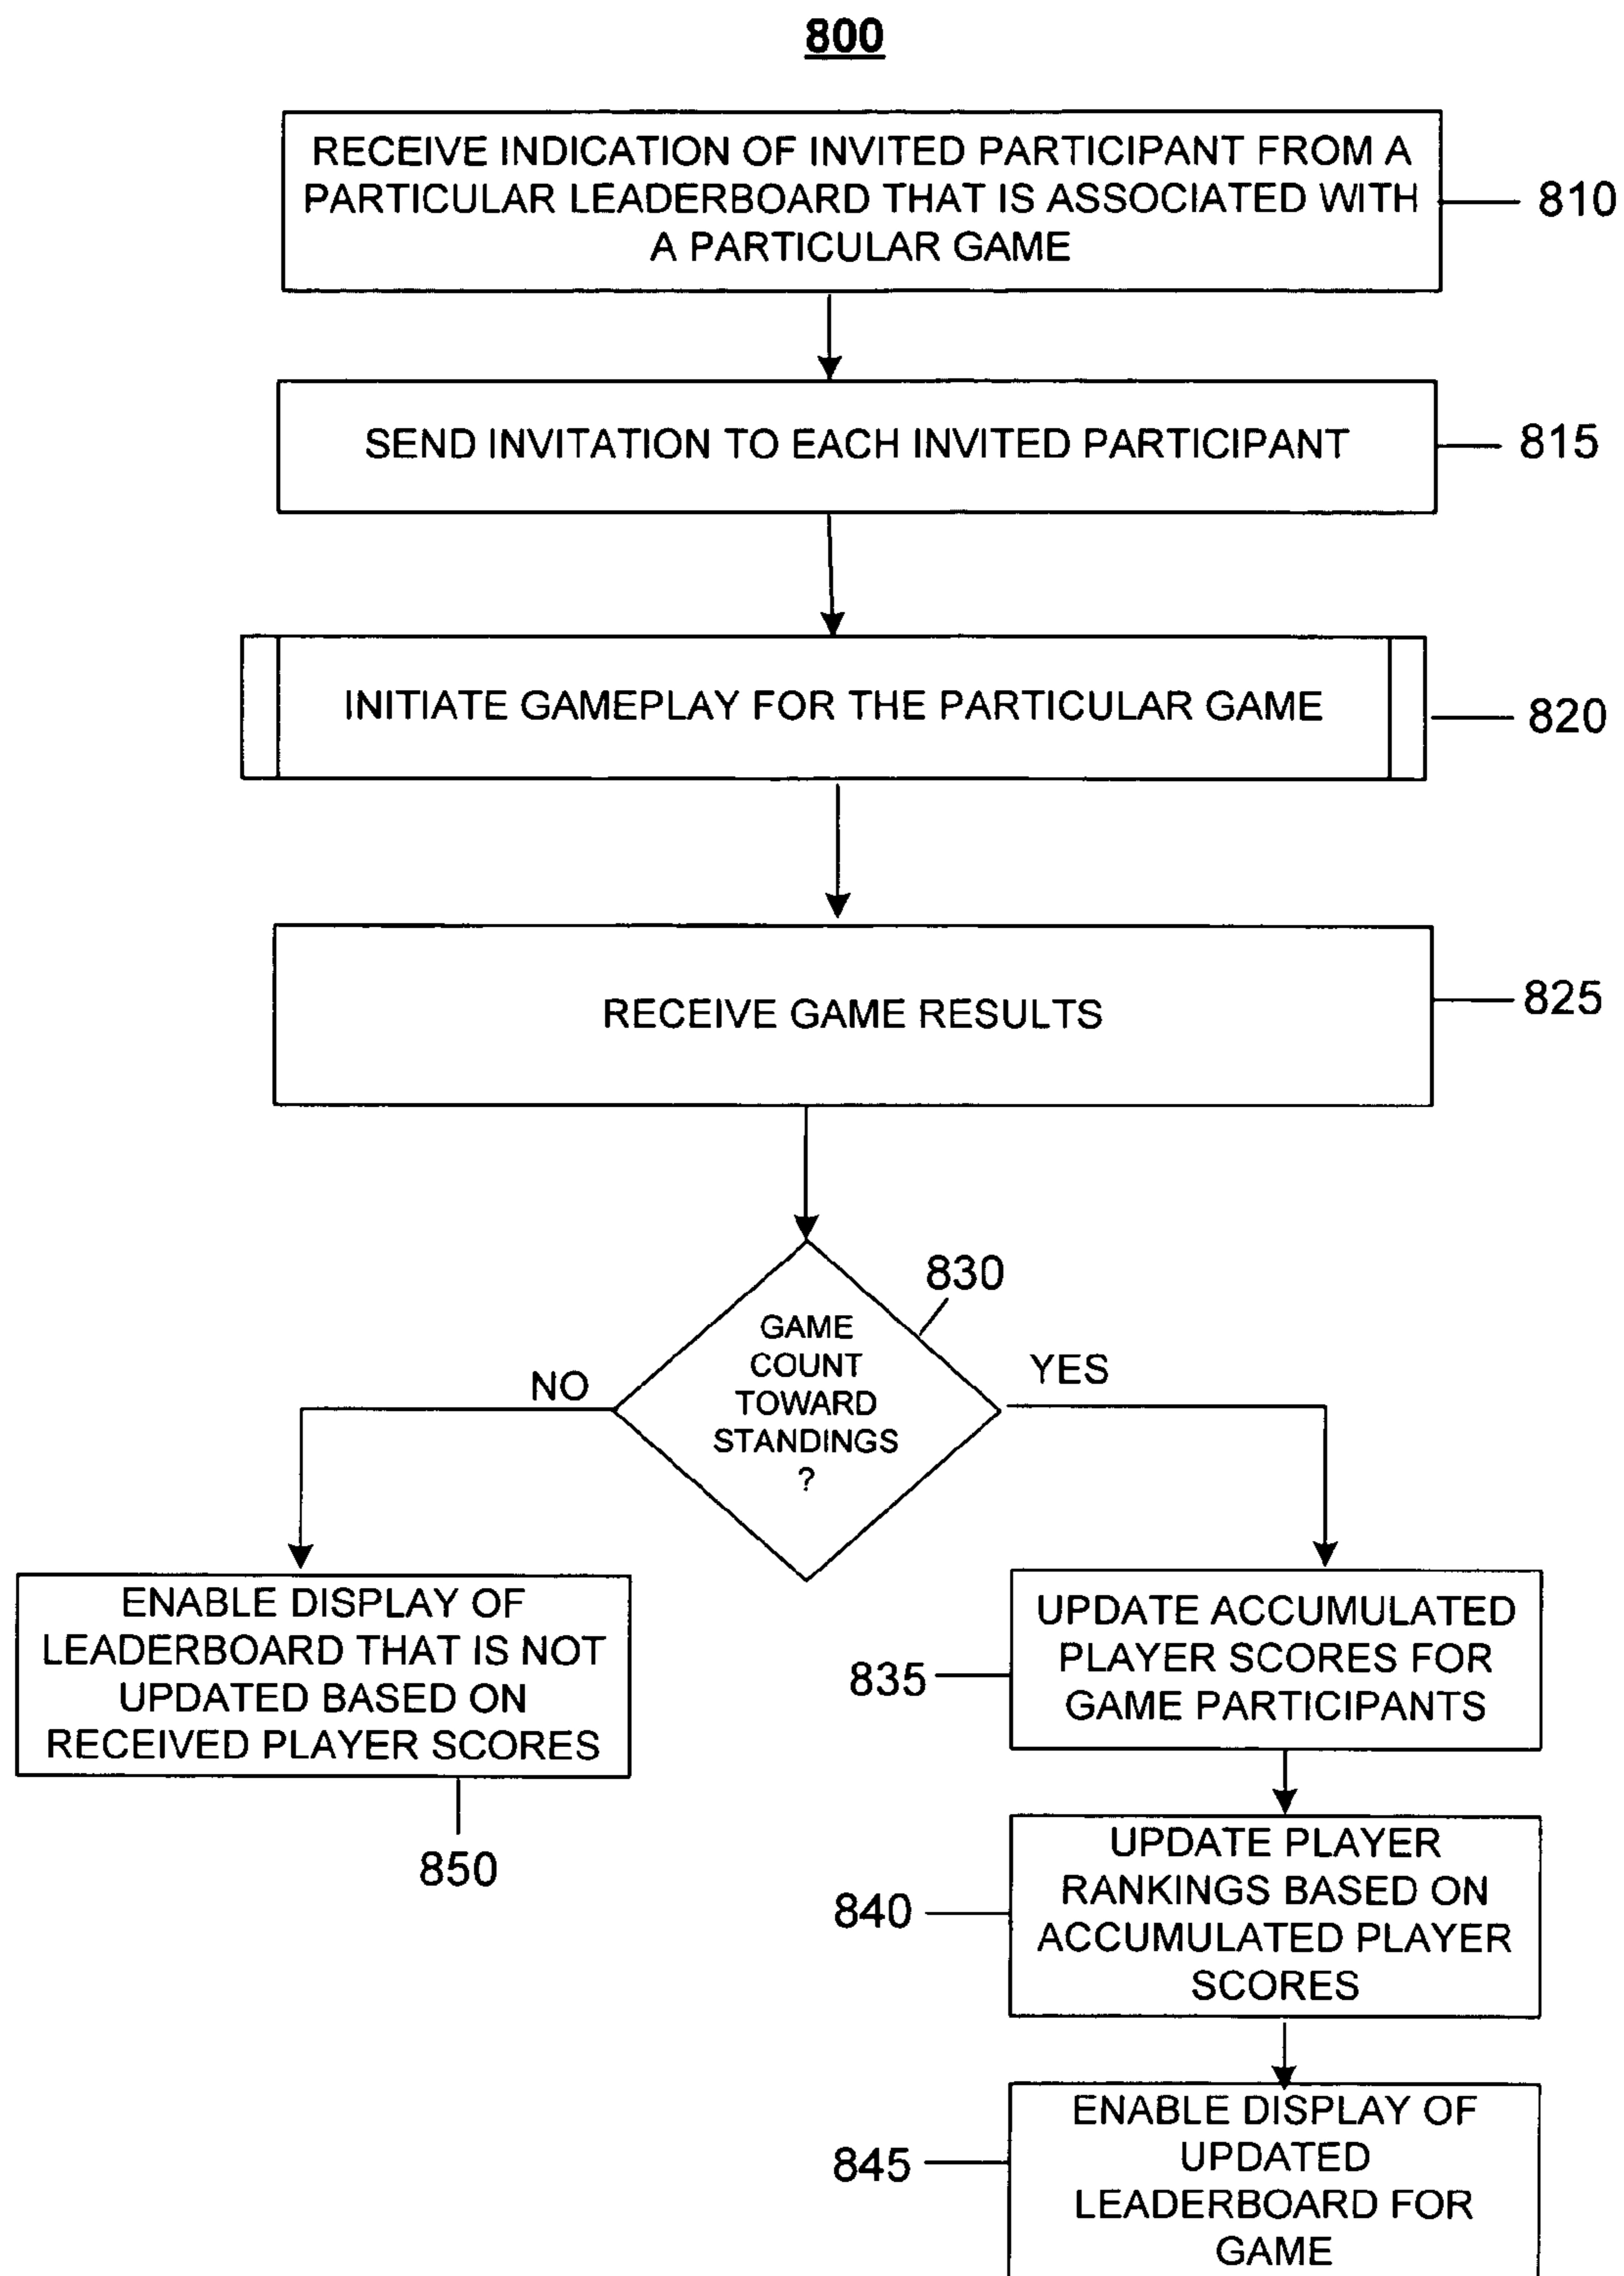 800
RECEIVE INDICATION OF INVITED PARTICIPANT FROM A
PARTICULAR LEADERBOARD THAT IS ASSOCIATED WITH
A PARTICULAR GAME
810
SEND INVITATION TO EACH INVITED PARTICIPANT
815
INITIATE GAMEPLAY FOR THE PARTICULAR GAME
820
RECEIVE GAME RESULTS
825
830
GAME
COUNT
TOWARD
STANDINGS
?
NO
YES
ENABLE DISPLAY OF
LEADERBOARD THAT IS NOT
UPDATED BASED ON
RECEIVED PLAYER SCORES
850
UPDATE ACCUMULATED
PLAYER SCORES FOR
GAME PARTICIPANTS
835
UPDATE PLAYER
RANKINGS BASED ON
ACCUMULATED PLAYER
SCORES
840
ENABLE DISPLAY OF
UPDATED
LEADERBOARD FOR
GAME
845